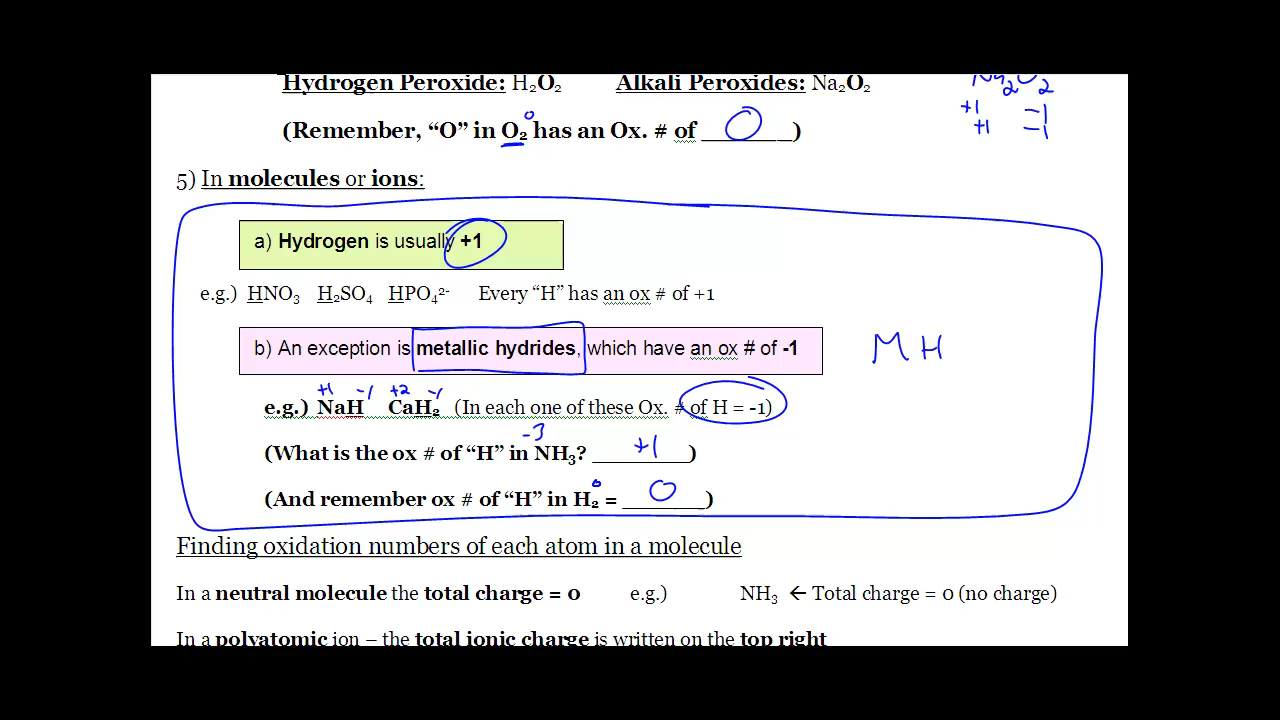 Hydrogen Peroxide: H₂O₂ Alkali Peroxides: Na₂O₂ Na₂O₂
+1 -1
(Remember, “O” in O₂⁰ has an Ox. # of 0) +1 -1
5) In molecules or ions:
a) Hydrogen is usually +1
e.g.) HNO₃ H₂SO₄ HPO₄²⁻ Every “H” has an ox # of +1
b) An exception is metallic hydrides, which have an ox # of -1 MH
+1 -1 +2 -1
e.g.) NaH CaH₂ (In each one of these Ox. # of H = -1)
-3
(What is the ox # of “H” in NH₃? +1)
(And remember ox # of “H” in H₂⁰ = 0)
Finding oxidation numbers of each atom in a molecule
In a neutral molecule the total charge = 0 e.g.) NH₃ ← Total charge = 0 (no charge)
In a polyatomic ion – the total ionic charge is written on the top right